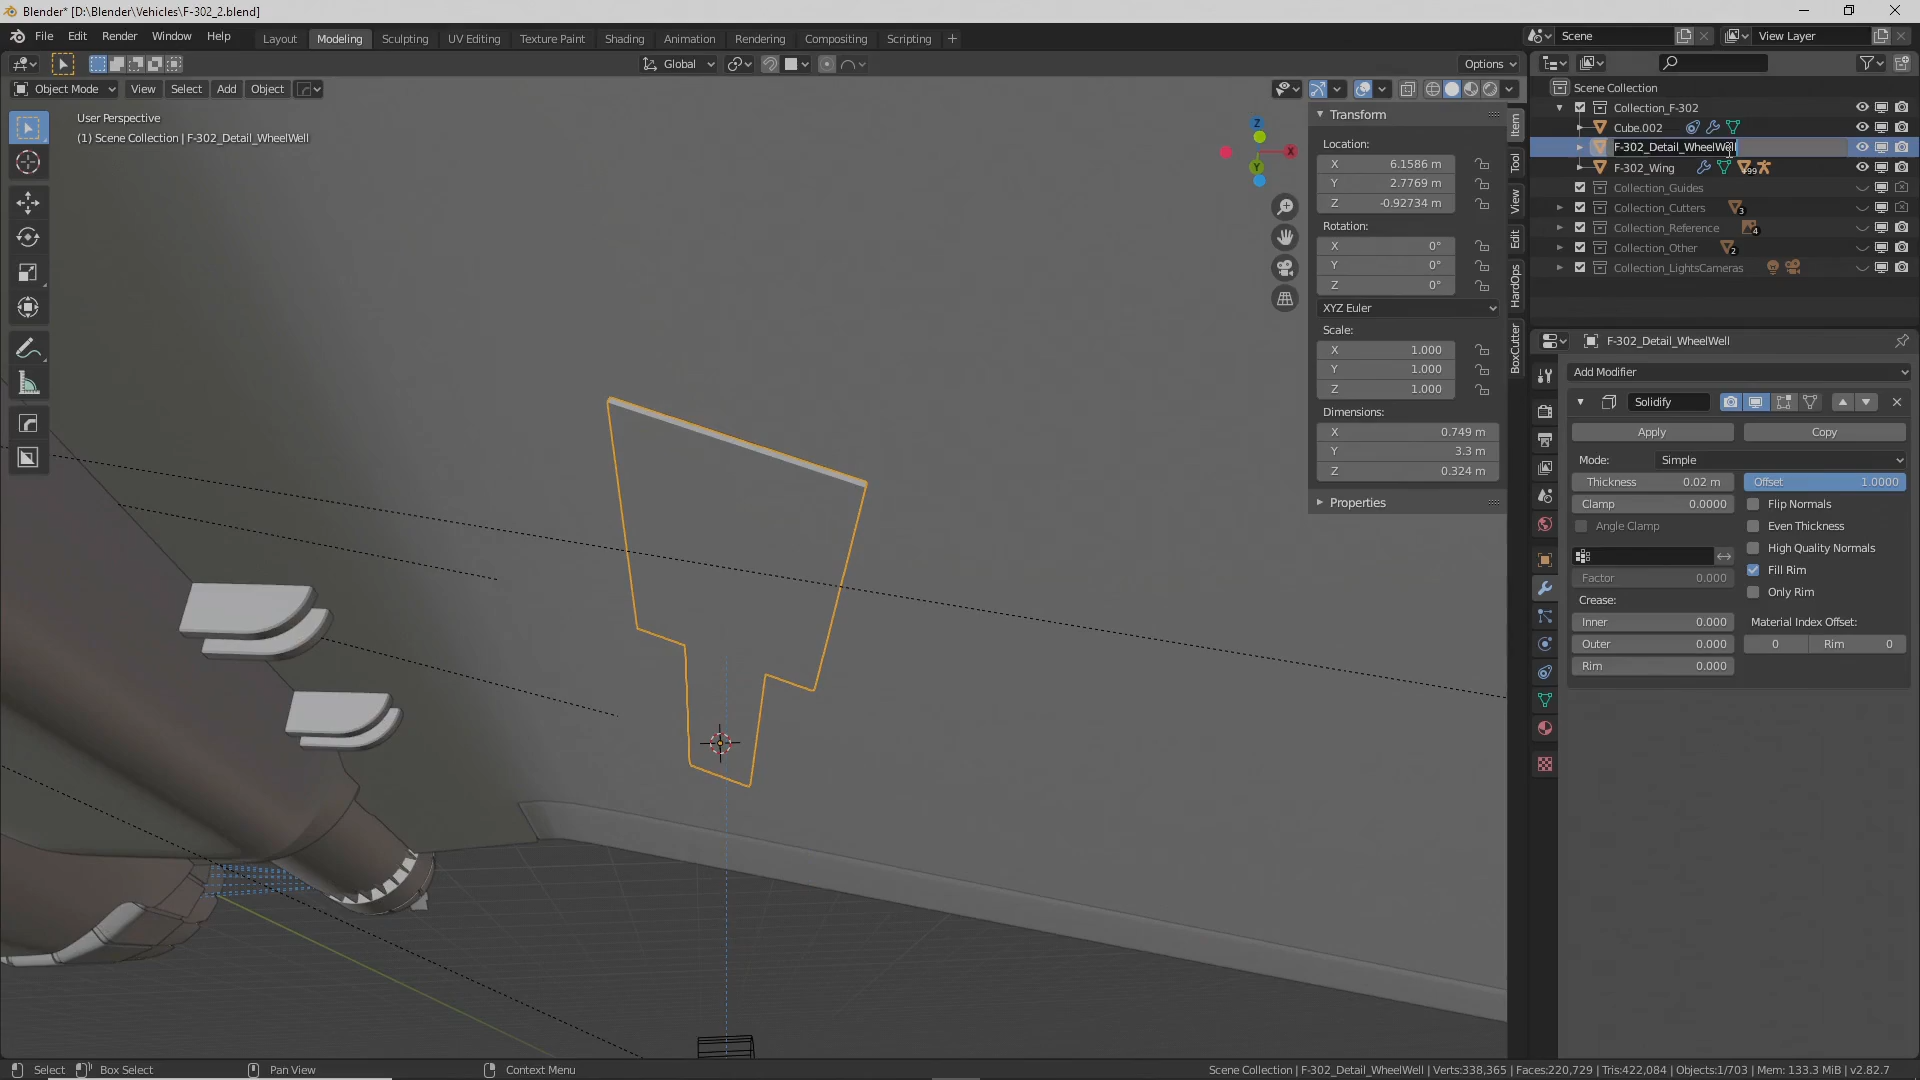 Blender* [D:\Blender\Vehicles\F-302_2.blend]
File Edit Render Window Help
Layout Modeling Sculpting UV Editing Texture Paint Shading Animation Rendering Compositing Scripting +
Scene View Layer
Global Options
Object Mode View Select Add Object
User Perspective
(1) Scene Collection | F-302_Detail_WheelWell
Z
X
Y
Transform
Location:
X 6.1586 m
Y 2.7769 m
Z -0.92734 m
Rotation:
X 0°
Y 0°
Z 0°
XYZ Euler
Scale:
X 1.000
Y 1.000
Z 1.000
Dimensions:
X 0.749 m
Y 3.3 m
Z 0.324 m
Properties
Item
Tool
View
Edit
HardOps
BoxCutter
Scene Collection
Collection_F-302
Cube.002
F-302_Detail_WheelWell
F-302_Wing
Collection_Guides
Collection_Cutters 3
Collection_Reference 4
Collection_Other 2
Collection_LightsCameras
F-302_Detail_WheelWell
Add Modifier
Solidify
Apply Copy
Mode: Simple
Thickness 0.02 m Offset 1.0000
Clamp 0.0000 Flip Normals
Angle Clamp Even Thickness
High Quality Normals
Factor 0.000 Fill Rim
Crease: Only Rim
Inner 0.000 Material Index Offset:
Outer 0.000 0 Rim 0
Rim 0.000
Select Box Select Pan View Context Menu
Scene Collection | F-302_Detail_WheelWell | Verts:338,365 | Faces:220,729 | Tris:422,084 | Objects:1/703 | Mem: 133.3 MiB | v2.82.7